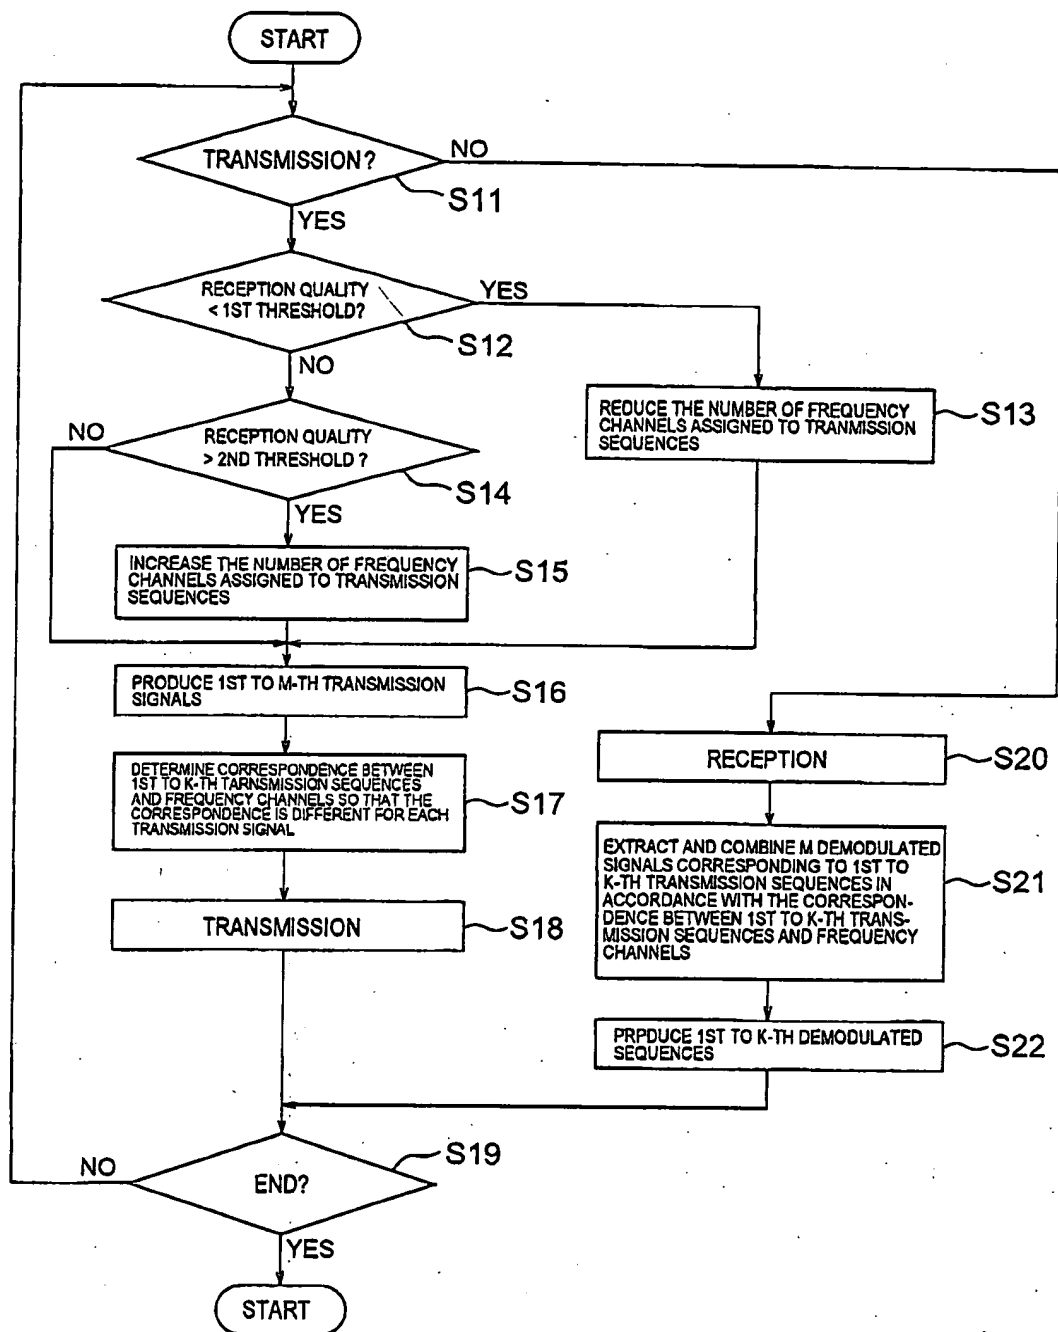 START
TRANSMISSION?
NO
S11
YES
RECEPTION QUALITY
< 1ST THRESHOLD?
YES
S12
NO
REDUCE THE NUMBER OF FREQUENCY
CHANNELS ASSIGNED TO TRANMISSION
SEQUENCES
S13
NO
RECEPTION QUALITY
> 2ND THRESHOLD ?
S14
YES
INCREASE THE NUMBER OF FREQUENCY
CHANNELS ASSIGNED TO TRANSMISSION
SEQUENCES
S15
PRODUCE 1ST TO M-TH TRANSMISSION
SIGNALS
S16
DETERMINE CORRESPONDENCE BETWEEN
1ST TO K-TH TARNSMISSION SEQUENCES
AND FREQUENCY CHANNELS SO THAT THE
CORRESPONDENCE IS DIFFERENT FOR EACH
TRANSMISSION SIGNAL
S17
TRANSMISSION
S18
RECEPTION
S20
EXTRACT AND COMBINE M DEMODULATED
SIGNALS CORRESPONDING TO 1ST TO
K-TH TRANSMISSION SEQUENCES IN
ACCORDANCE WITH THE CORRESPON-
DENCE BETWEEN 1ST TO K-TH TRANS-
MISSION SEQUENCES AND FREQUENCY
CHANNELS
S21
PRPDUCE 1ST TO K-TH DEMODULATED
SEQUENCES
S22
NO
END?
S19
YES
START